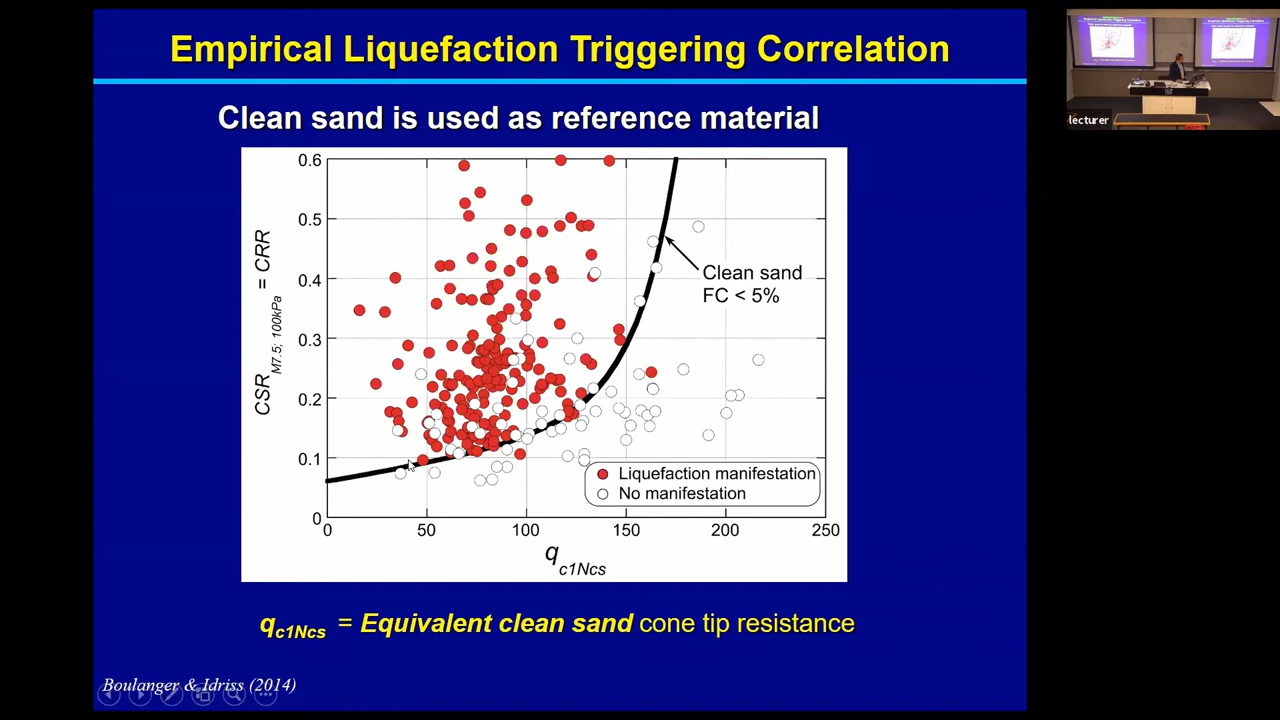 Empirical Liquefaction Triggering Correlation
Clean sand is used as reference material
0.6
0.5
0.4
0.3
0.2
0.1
0
CSR M7.5; 100kPa = CRR
Clean sand
FC < 5%
Liquefaction manifestation
No manifestation
0 50 100 150 200 250
qc1Ncs
qc1Ncs = Equivalent clean sand cone tip resistance
Boulanger & Idriss (2014)
lecturer